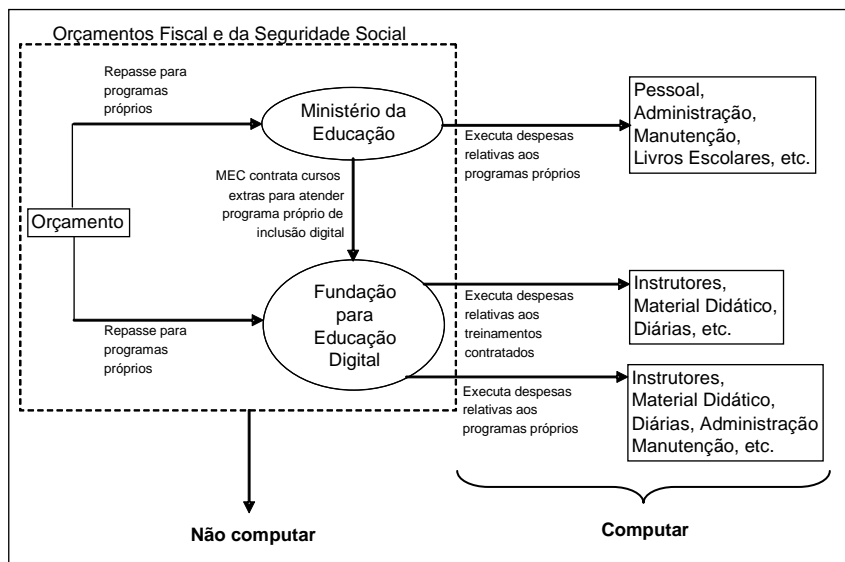 Orçamentos Fiscal e da Seguridade Social
Repasse para
programas
próprios
Ministério da
Educação
Executa despesas
relativas aos
programas próprios
Pessoal,
Administração,
Manutenção,
Livros Escolares, etc.
MEC contrata cursos
extras para atender
programa próprio de
inclusão digital
Orçamento
Repasse para
programas
próprios
Fundação
para
Educação
Digital
Executa despesas
relativas aos
treinamentos
contratados
Instrutores,
Material Didático,
Diárias, etc.
Executa despesas
relativas aos
programas próprios
Instrutores,
Material Didático,
Diárias, Administração
Manutenção, etc.
Não computar
Computar